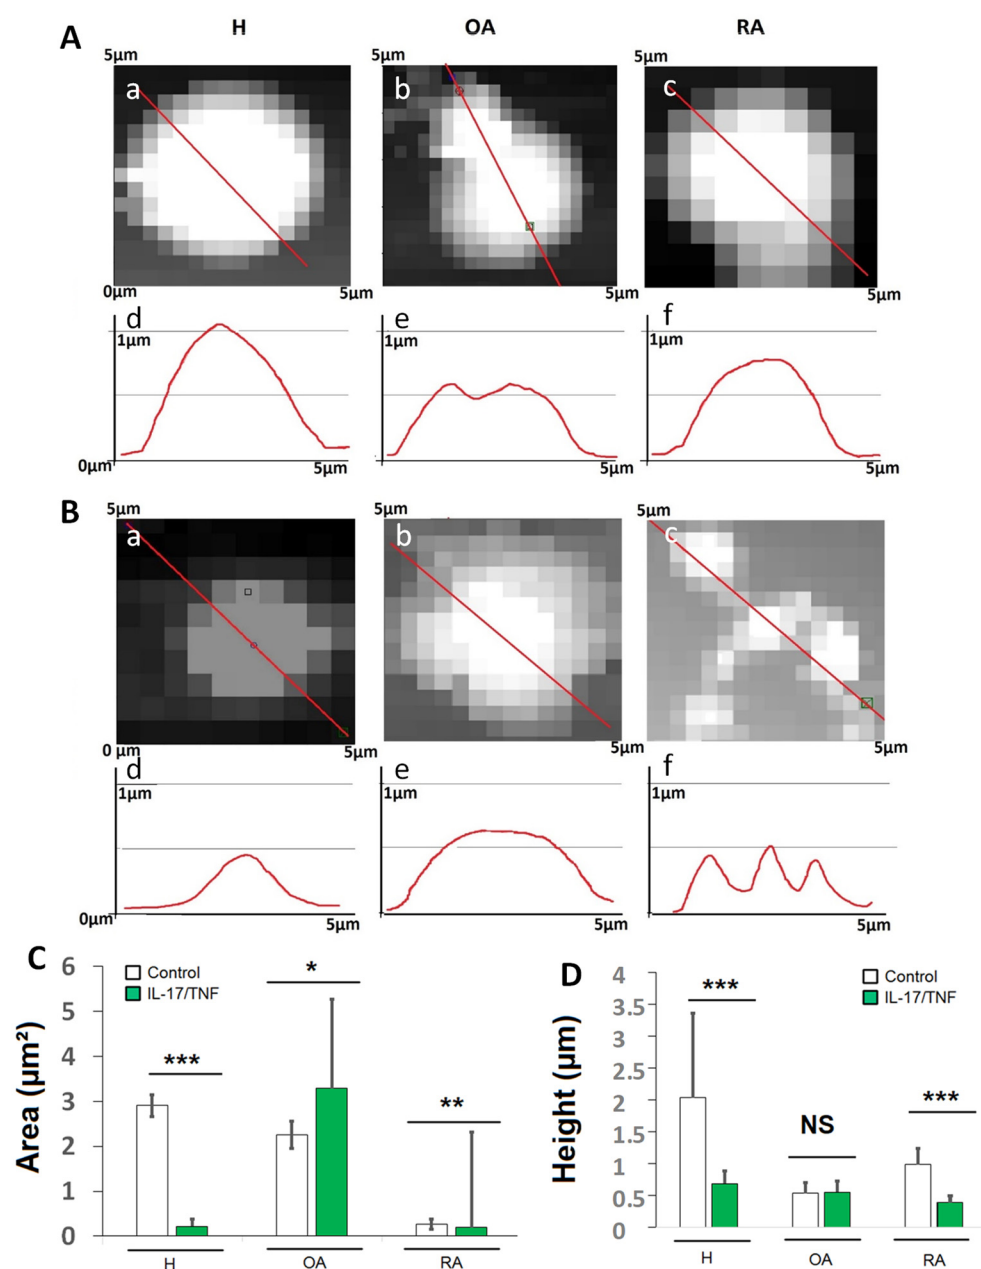 A H OA RA
5µm 5µm 5µm
a b c
0µm 5µm 5µm 5µm
d e f
1µm 1µm 1µm
0µm 5µm 5µm 5µm
B 5µm 5µm
a b c
0 µm 5µm 5µm 5µm
d e f
1µm 1µm 1µm
0µm 5µm 5µm 5µm
C
Area (µm²)
6
5
4
3
2
1
0
Control
IL-17/TNF
***
*
**
H OA RA
D
Height (µm)
4
3.5
3
2.5
2
1.5
1
0.5
0
Control
IL-17/TNF
***
NS
***
H OA RA